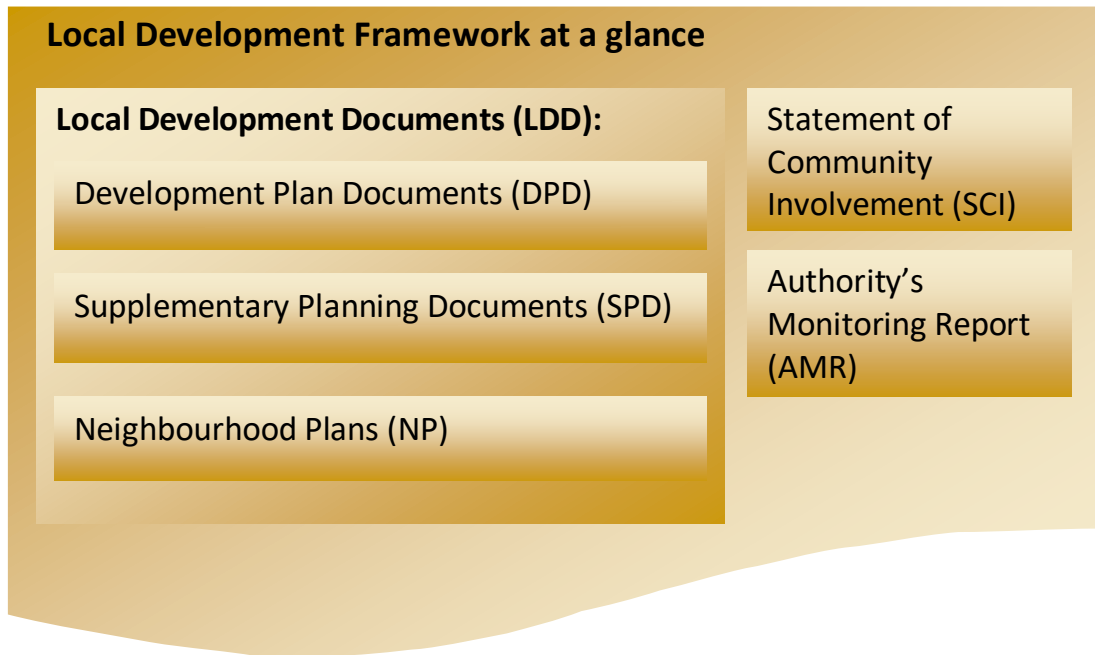 Local Development Framework at a glance
Local Development Documents (LDD):
Development Plan Documents (DPD)
Supplementary Planning Documents (SPD)
Neighbourhood Plans (NP)
Statement of
Community
Involvement (SCI)
Authority’s
Monitoring Report
(AMR)